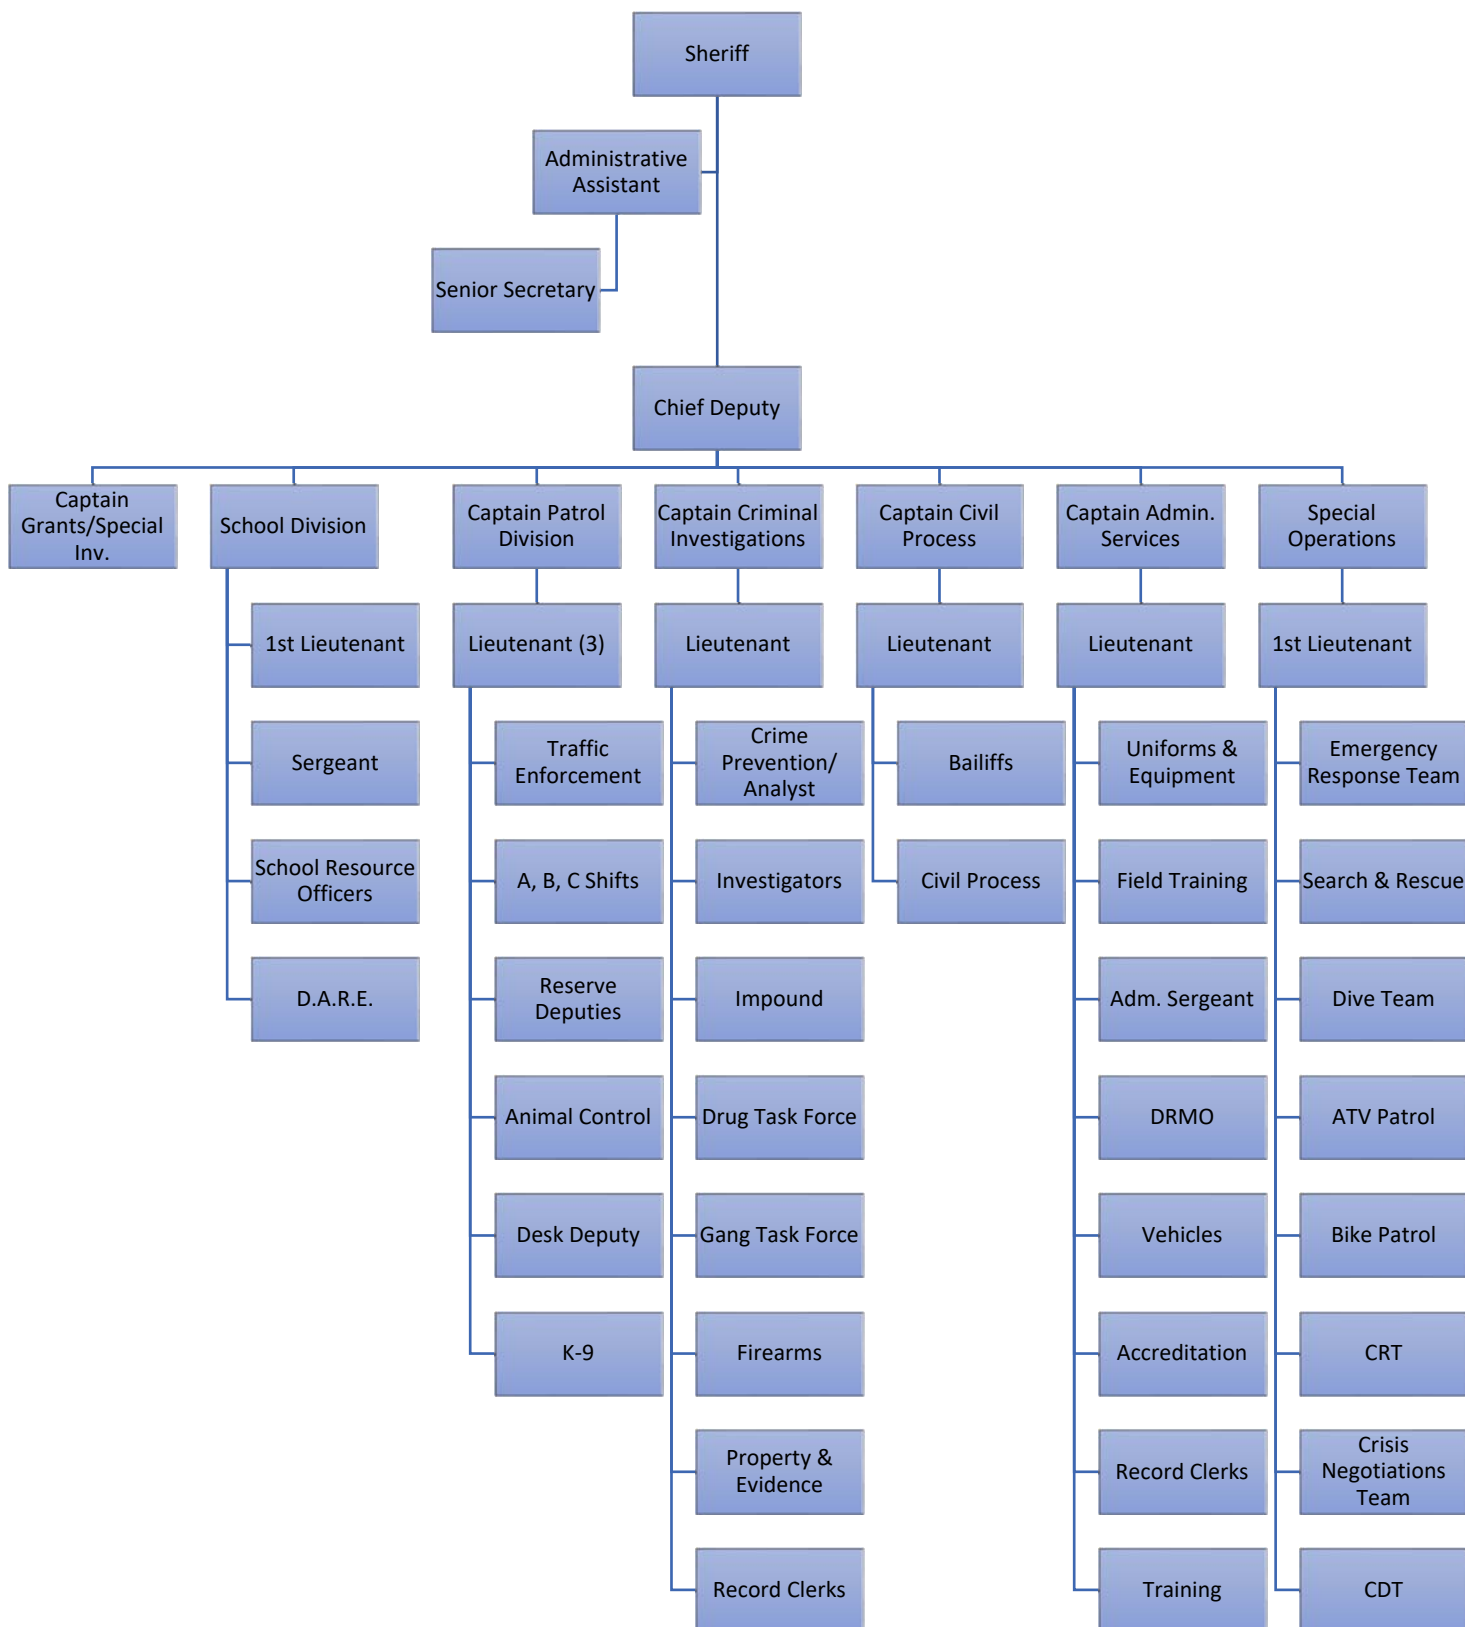 Sheriff
Administrative
Assistant
Senior Secretary
Chief Deputy
Captain
Grants/Special
Inv.
School Division
Captain Patrol
Division
Captain Criminal
Investigations
Captain Civil
Process
Captain Admin.
Services
Special
Operations
1st Lieutenant
Lieutenant (3)
Lieutenant
Lieutenant
Lieutenant
1st Lieutenant
Sergeant
Traffic
Enforcement
Crime
Prevention/
Analyst
Bailiffs
Uniforms &
Equipment
Emergency
Response Team
School Resource
Officers
A, B, C Shifts
Investigators
Civil Process
Field Training
Search & Rescue
D.A.R.E.
Reserve
Deputies
Impound
Adm. Sergeant
Dive Team
Animal Control
Drug Task Force
DRMO
ATV Patrol
Desk Deputy
Gang Task Force
Vehicles
Bike Patrol
K-9
Firearms
Accreditation
CRT
Property &
Evidence
Record Clerks
Crisis
Negotiations
Team
Record Clerks
Training
CDT